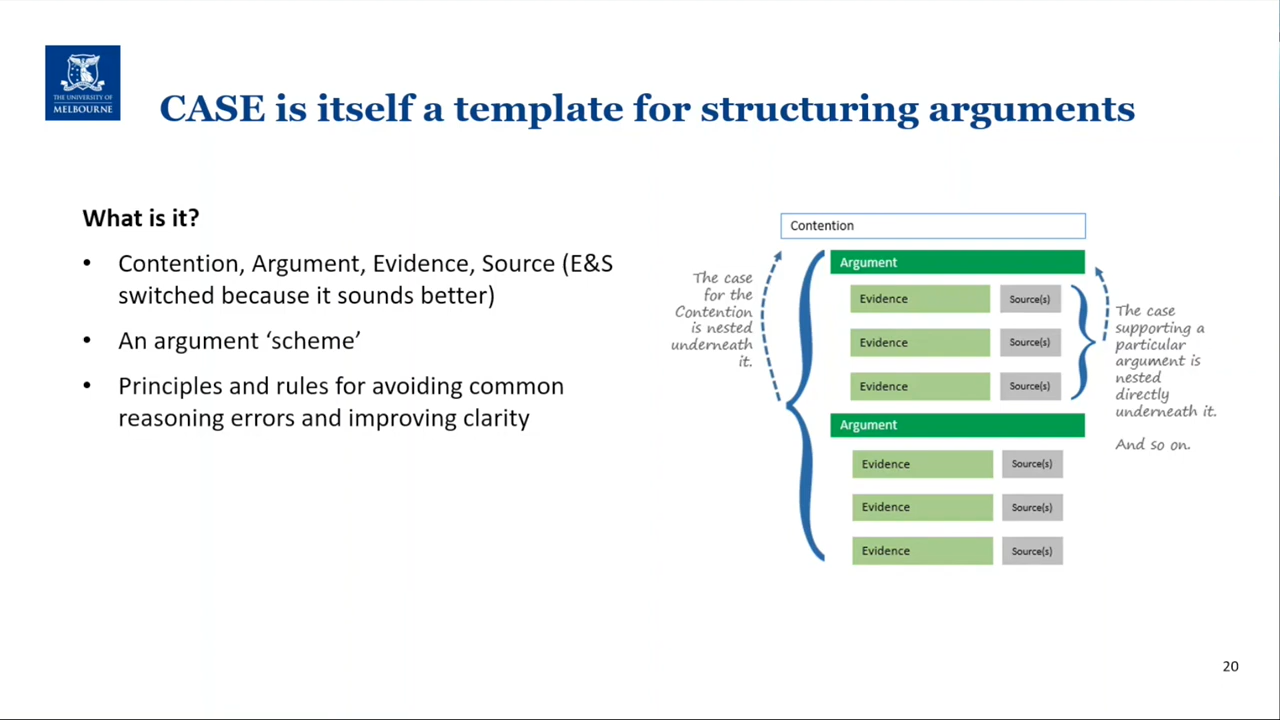 THE UNIVERSITY OF
MELBOURNE
CASE is itself a template for structuring arguments
What is it?
• Contention, Argument, Evidence, Source (E&S
switched because it sounds better)
• An argument ‘scheme’
• Principles and rules for avoiding common
reasoning errors and improving clarity
The case
for the
Contention
is nested
underneath
it.
Contention
Argument
Evidence Source(s)
Evidence Source(s)
Evidence Source(s)
Argument
Evidence Source(s)
Evidence Source(s)
Evidence Source(s)
The case
supporting a
particular
argument is
nested
directly
underneath it.
And so on.
20